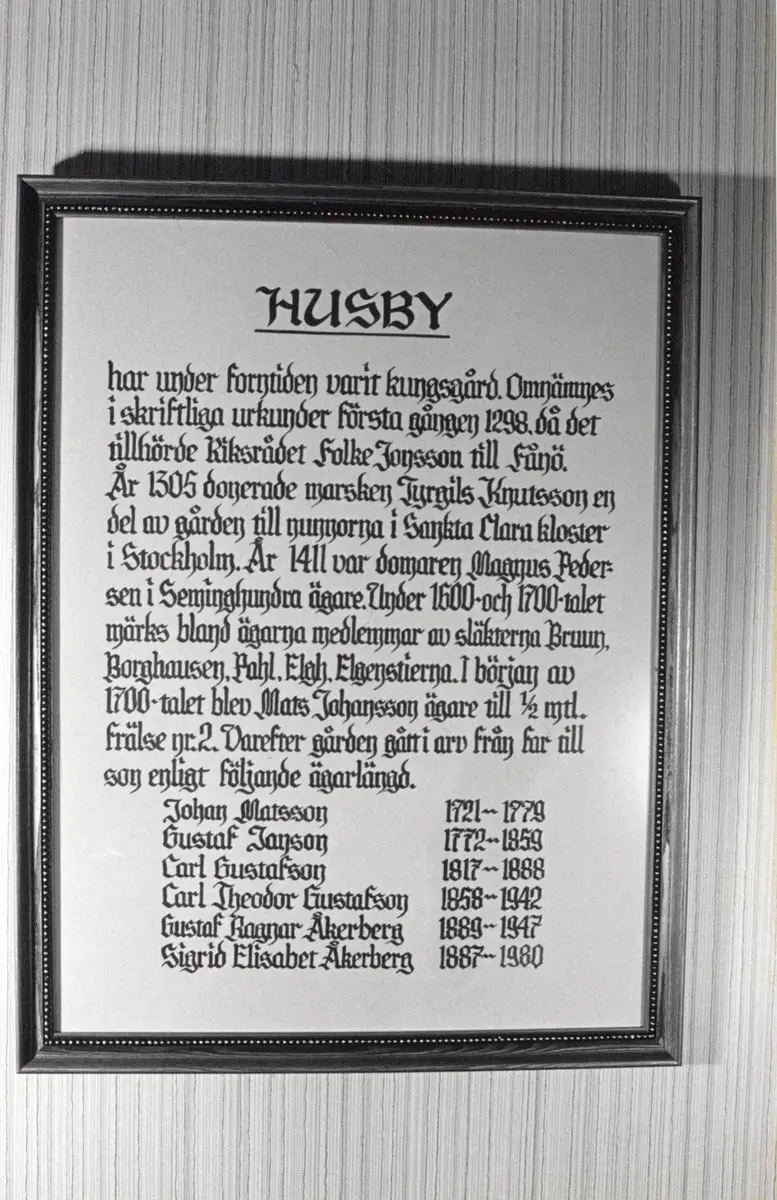 HUSBY
har under forntiden varit kungsgård. Omnämnes
i skriftliga urkunder första gången 1298. då det
tillhörde Riksrådet Folke Jonsson till Fånö.
År 1305 donerade marsken Tyrgils Knutsson en
del av gården till nunnorna i Sankta Clara kloster
i Stockholm. År 1411 var domaren Magnus Peder-
sen i Seminghundra ägare. Under 1600-och 1700-talet
märks bland ägarna medlemmar av släkterna Bruun,
Borghausen, Pahl, Elgh, Elgenstierna. I början av
1700-talet blev Mats Johansson ägare till ½ mtl.
frälse nr. 2. Varefter gården gått i arv från far till
son enligt följande ägarlängd.
Johan Matsson 1721-1779
Gustaf Janson 1772-1859
Carl Gustafson 1817-1888
Carl Theodor Gustafson 1858-1942
Gustaf Ragnar Åkerberg 1889-1947
Sigrid Elisabet Åkerberg 1887-1980